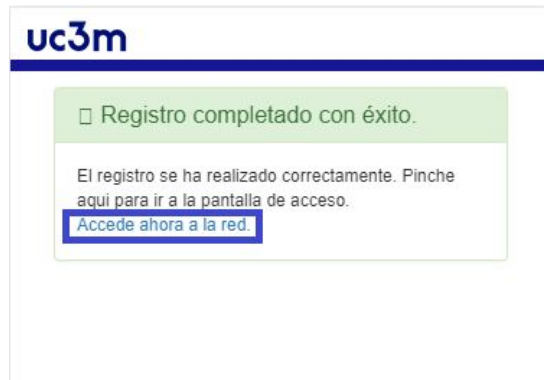 uc3m
Registro completado con éxito.
El registro se ha realizado correctamente. Pinche
aqui para ir a la pantalla de acceso.
Accede ahora a la red.